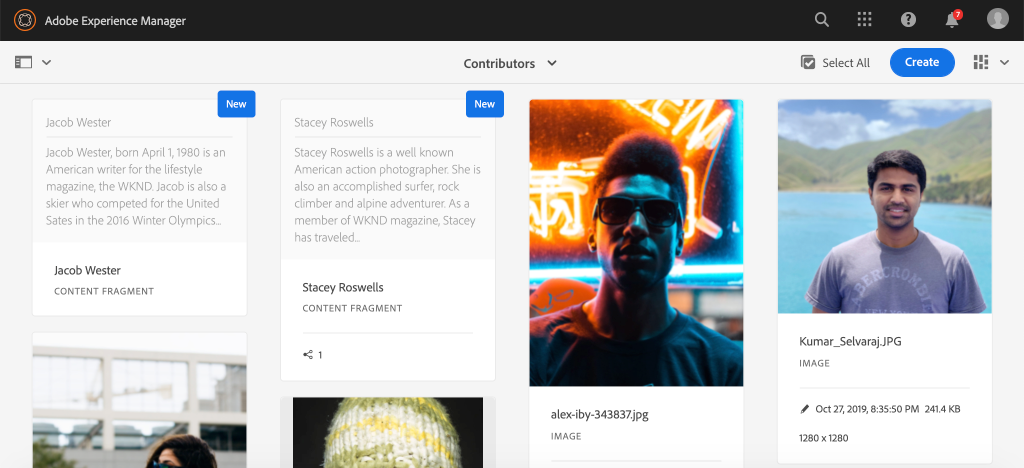 Adobe Experience Manager
7
Contributors
Select All
Create
New
Jacob Wester
Jacob Wester, born April 1, 1980 is an
American writer for the lifestyle
magazine, the WKND. Jacob is also a
skier who competed for the United
Sates in the 2016 Winter Olympics...
Jacob Wester
CONTENT FRAGMENT
New
Stacey Roswells
Stacey Roswells is a well known
American action photographer. She is
also an accomplished surfer, rock
climber and alpine adventurer. As a
member of WKND magazine, Stacey
has traveled...
Stacey Roswells
CONTENT FRAGMENT
1
alex-iby-343837.jpg
IMAGE
Kumar_Selvaraj.JPG
IMAGE
Oct 27, 2019, 8:35:50 PM 241.4 KB
1280 x 1280